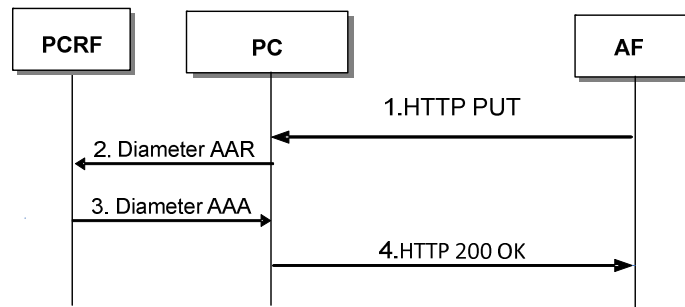 PCRF
PC
AF
1.HTTP PUT
2. Diameter AAR
3. Diameter AAA
4.HTTP 200 OK